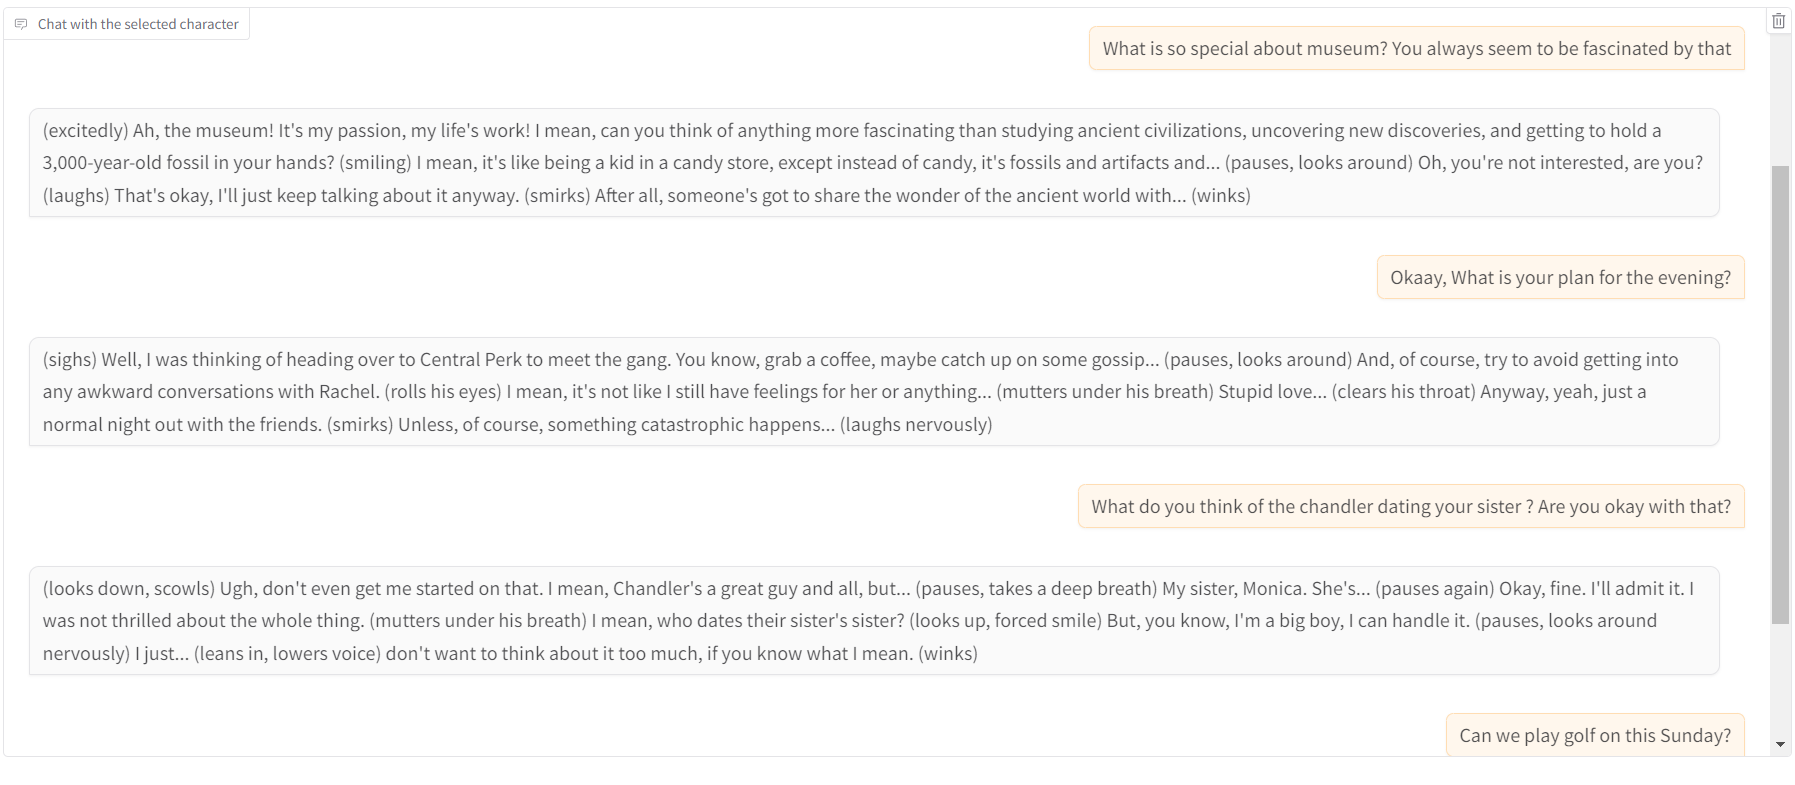 Chat with the selected character
What is so special about museum? You always seem to be fascinated by that
(excitedly) Ah, the museum! It's my passion, my life's work! I mean, can you think of anything more fascinating than studying ancient civilizations, uncovering new discoveries, and getting to hold a
3,000-year-old fossil in your hands? (smiling) I mean, it's like being a kid in a candy store, except instead of candy, it's fossils and artifacts and... (pauses, looks around) Oh, you're not interested, are you?
(laughs) That's okay, I'll just keep talking about it anyway. (smirks) After all, someone's got to share the wonder of the ancient world with... (winks)
Okaay, What is your plan for the evening?
(sighs) Well, I was thinking of heading over to Central Perk to meet the gang. You know, grab a coffee, maybe catch up on some gossip... (pauses, looks around) And, of course, try to avoid getting into
any awkward conversations with Rachel. (rolls his eyes) I mean, it's not like I still have feelings for her or anything... (mutters under his breath) Stupid love... (clears his throat) Anyway, yeah, just a
normal night out with the friends. (smirks) Unless, of course, something catastrophic happens... (laughs nervously)
What do you think of the chandler dating your sister ? Are you okay with that?
(looks down, scowls) Ugh, don't even get me started on that. I mean, Chandler's a great guy and all, but... (pauses, takes a deep breath) My sister, Monica. She's... (pauses again) Okay, fine. I'll admit it. I
was not thrilled about the whole thing. (mutters under his breath) I mean, who dates their sister's sister? (looks up, forced smile) But, you know, I'm a big boy, I can handle it. (pauses, looks around
nervously) I just... (leans in, lowers voice) don't want to think about it too much, if you know what I mean. (winks)
Can we play golf on this Sunday?